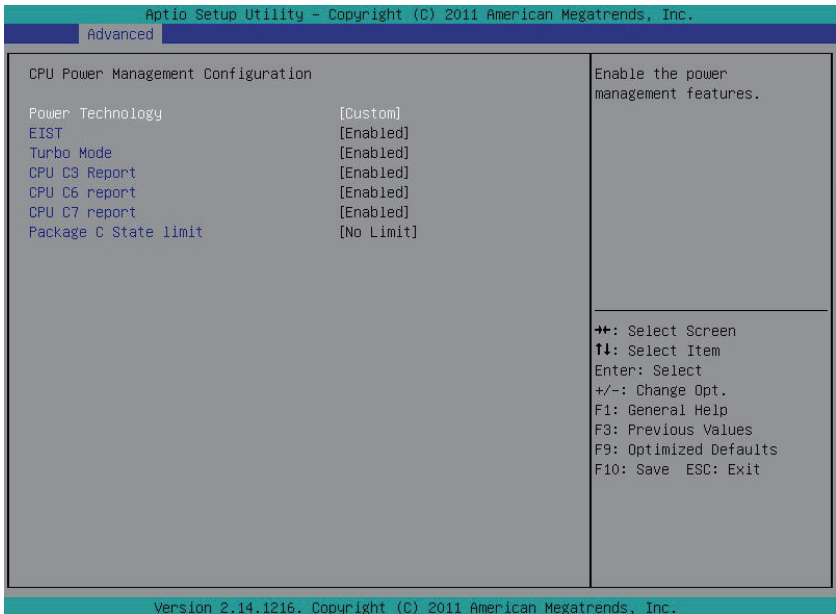 Aptio Setup Utility – Copyright (C) 2011 American Megatrends, Inc.
Advanced
CPU Power Management Configuration
Power Technology [Custom]
EIST [Enabled]
Turbo Mode [Enabled]
CPU C3 Report [Enabled]
CPU C6 report [Enabled]
CPU C7 report [Enabled]
Package C State limit [No Limit]
Enable the power
management features.
→←: Select Screen
↑↓: Select Item
Enter: Select
+/-: Change Opt.
F1: General Help
F3: Previous Values
F9: Optimized Defaults
F10: Save ESC: Exit
Version 2.14.1216. Copyright (C) 2011 American Megatrends, Inc.